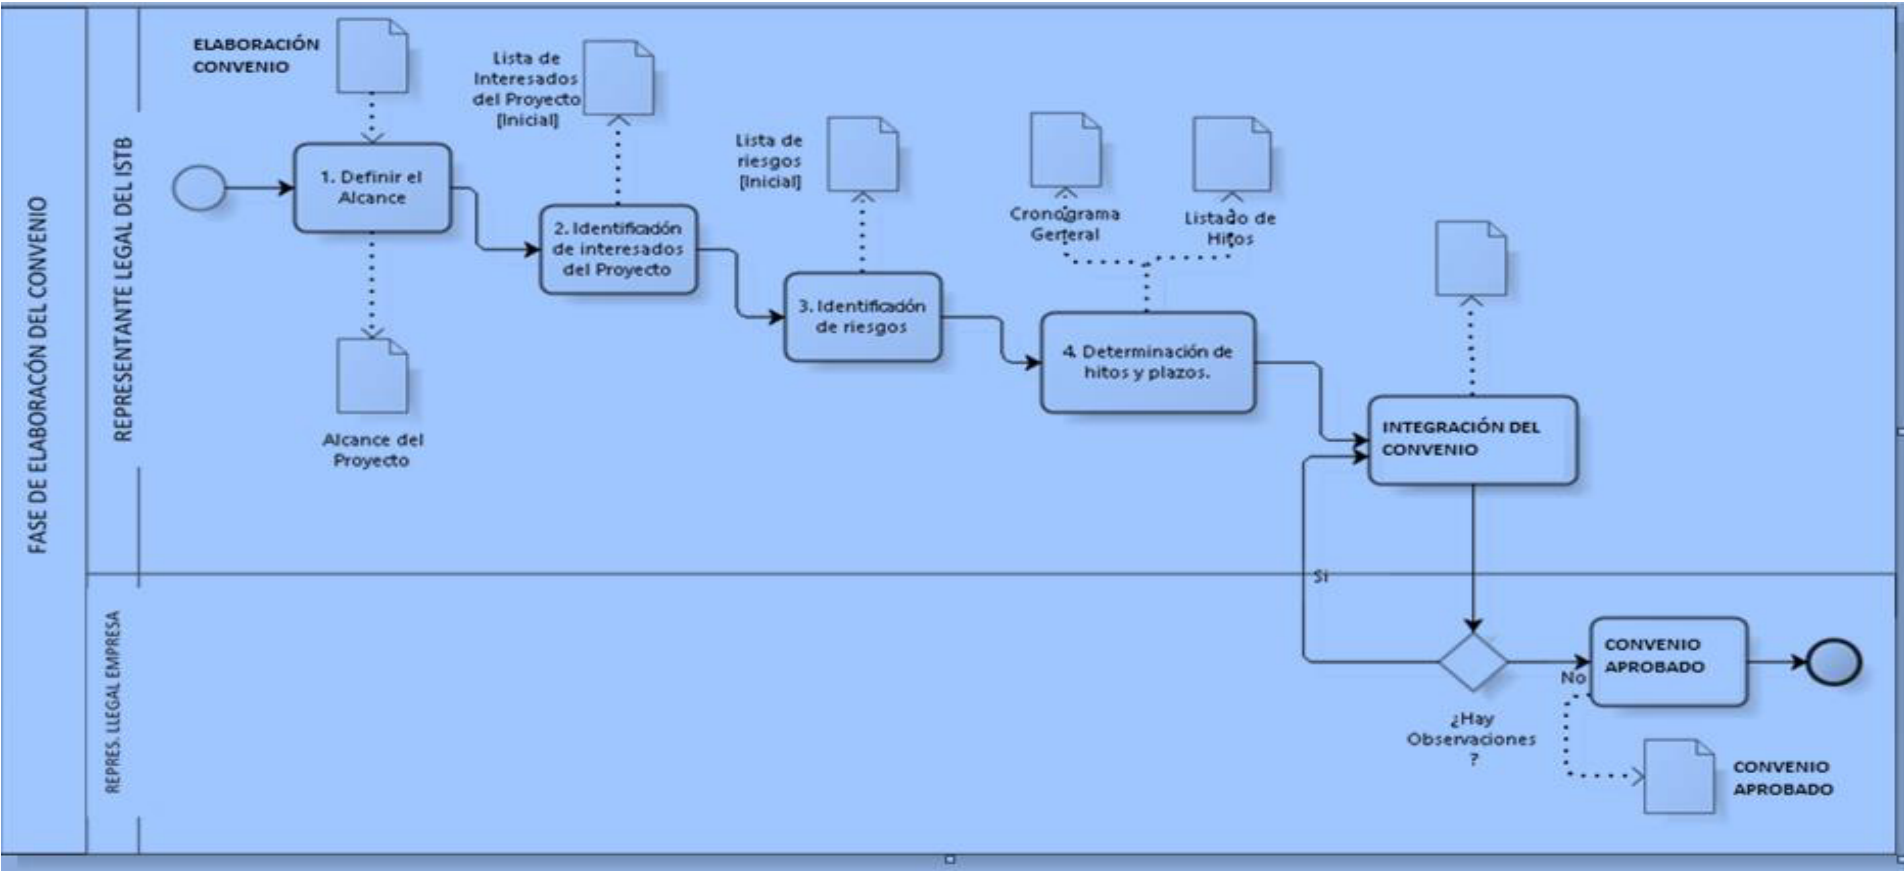 FASE DE ELABORACÓN DEL CONVENIO
REPRESENTANTE LEGAL DEL ISTB
ELABORACIÓN
CONVENIO
1. Definir el
Alcance
Alcance del
Proyecto
Lista de
Interesados
del Proyecto
[Inicial]
2. Identificación
de interesados
del Proyecto
Lista de
riesgos
[Inicial]
3. Identificación
de riesgos
Cronograma
General
Listado de
Hitos
4. Determinación de
hitos y plazos.
INTEGRACIÓN DEL
CONVENIO
REPRES. LLEGAL EMPRESA
Si
¿Hay
Observaciones
?
No
CONVENIO
APROBADO
CONVENIO
APROBADO